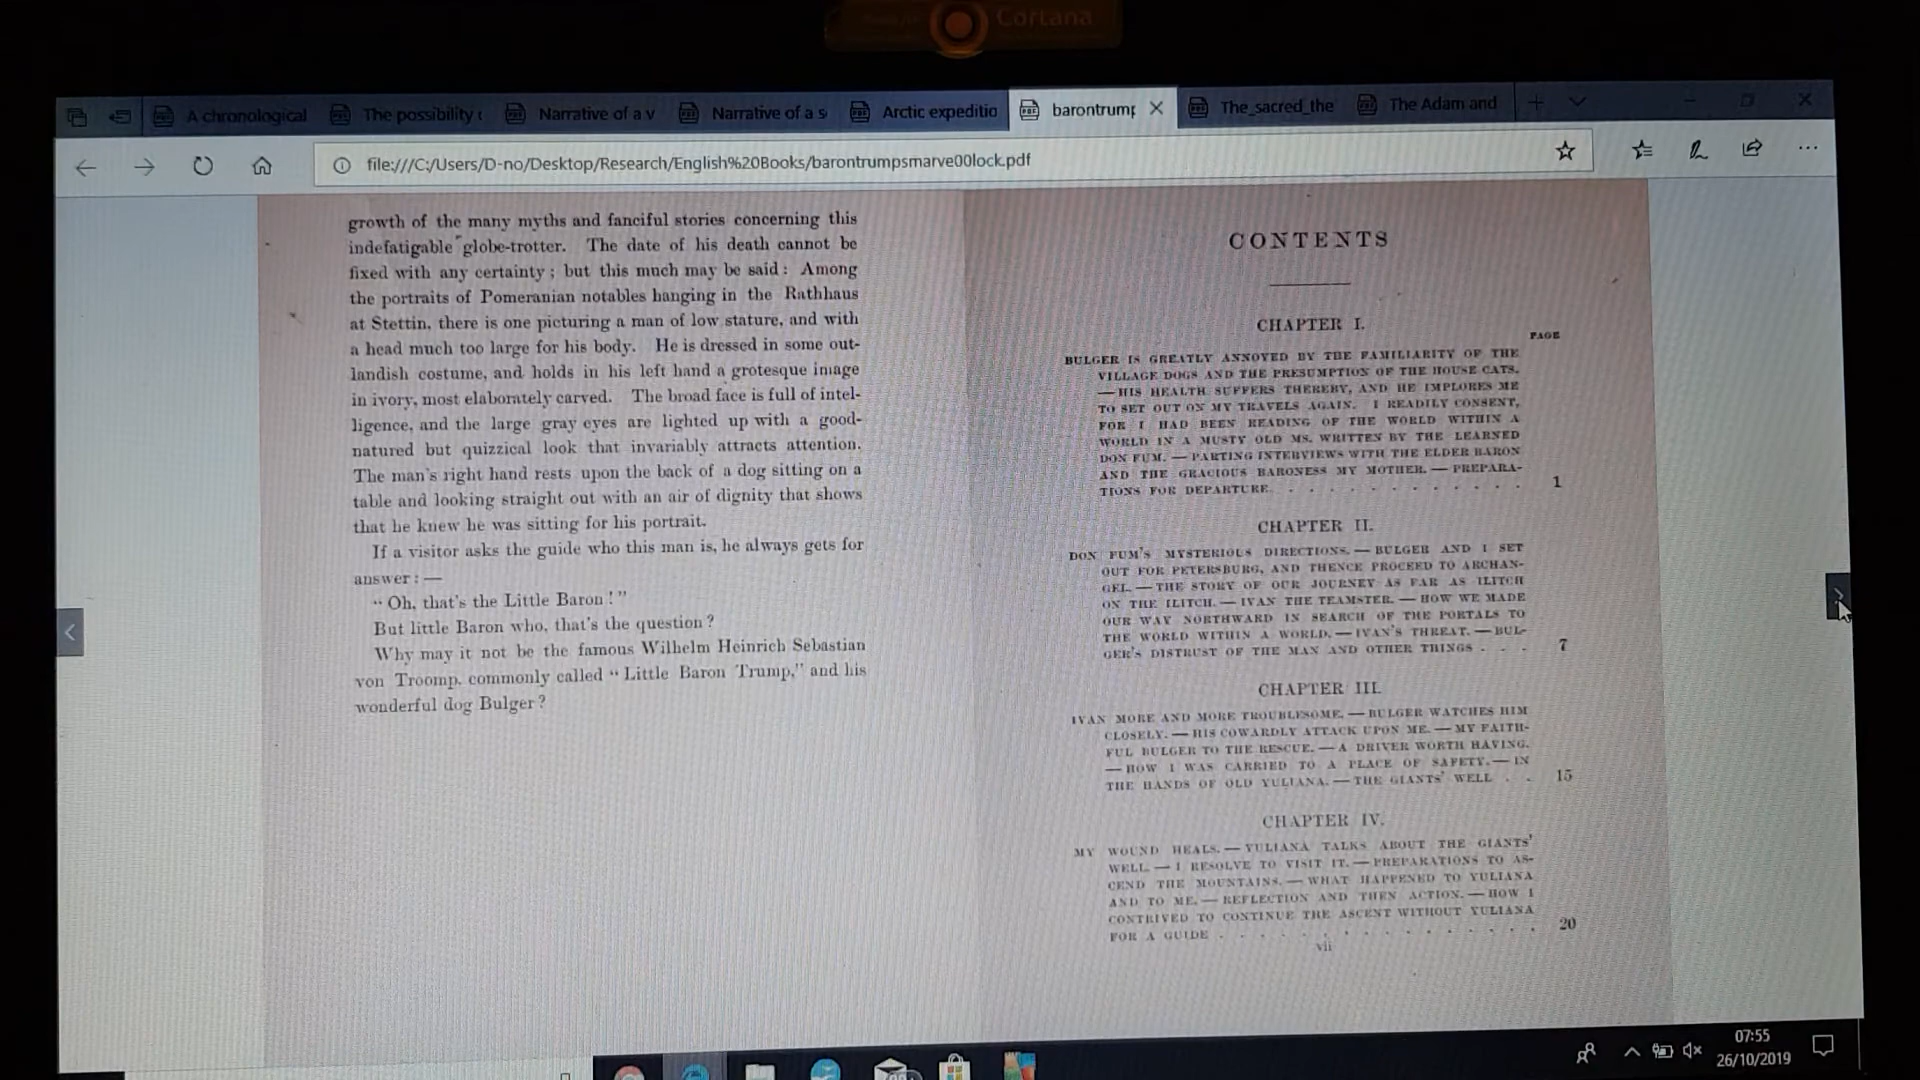 Cortana
A chronological
The possibility
Narrative of a v
Narrative of a s
Arctic expeditio
barontrump
The_sacred_the
The Adam and
file:///C:/Users/D-no/Desktop/Research/English%20Books/barontrumpsmarve00lock.pdf
growth of the many myths and fanciful stories concerning this
indefatigable globe-trotter. The date of his death cannot be
fixed with any certainty; but this much may be said: Among
the portraits of Pomeranian notables hanging in the Rathhaus
at Stettin, there is one picturing a man of low stature, and with
a head much too large for his body. He is dressed in some out-
landish costume, and holds in his left hand a grotesque image
in ivory, most elaborately carved. The broad face is full of intel-
ligence, and the large gray eyes are lighted up with a good-
natured but quizzical look that invariably attracts attention.
The man's right hand rests upon the back of a dog sitting on a
table and looking straight out with an air of dignity that shows
that he knew he was sitting for his portrait.
If a visitor asks the guide who this man is, he always gets for
answer: —
"Oh, that's the Little Baron!"
But little Baron who, that's the question?
Why may it not be the famous Wilhelm Heinrich Sebastian
von Troomp, commonly called "Little Baron Trump," and his
wonderful dog Bulger?
CONTENTS
CHAPTER I.
PAGE
BULGER IS GREATLY ANNOYED BY THE FAMILIARITY OF THE
VILLAGE DOGS AND THE PRESUMPTION OF THE HOUSE CATS.
— HIS HEALTH SUFFERS THEREBY, AND HE IMPLORES ME
TO SET OUT ON MY TRAVELS AGAIN. I READILY CONSENT,
FOR I HAD BEEN READING OF THE WORLD WITHIN A
WORLD IN A MUSTY OLD MS. WRITTEN BY THE LEARNED
DON FUM. — PARTING INTERVIEWS WITH THE ELDER BARON
AND THE GRACIOUS BARONESS MY MOTHER. — PREPARA-
TIONS FOR DEPARTURE . . . . . . . . . . . . 1
CHAPTER II.
DON FUM'S MYSTERIOUS DIRECTIONS. — BULGER AND I SET
OUT FOR PETERSBURG, AND THENCE PROCEED TO ARCHAN-
GEL. — THE STORY OF OUR JOURNEY AS FAR AS ILITCH
ON THE ILITCH. — IVAN THE TEAMSTER. — HOW WE MADE
OUR WAY NORTHWARD IN SEARCH OF THE PORTALS TO
THE WORLD WITHIN A WORLD. — IVAN'S THREAT. — BUL-
GER'S DISTRUST OF THE MAN AND OTHER THINGS . . . 7
CHAPTER III.
IVAN MORE AND MORE TROUBLESOME. — BULGER WATCHES HIM
CLOSELY. — HIS COWARDLY ATTACK UPON ME. — MY FAITH-
FUL BULGER TO THE RESCUE. — A DRIVER WORTH HAVING.
— HOW I WAS CARRIED TO A PLACE OF SAFETY. — IN
THE HANDS OF OLD YULIANA. — THE GIANTS' WELL . . 15
CHAPTER IV.
MY WOUND HEALS. — YULIANA TALKS ABOUT THE GIANTS'
WELL. — I RESOLVE TO VISIT IT. — PREPARATIONS TO AS-
CEND THE MOUNTAINS. — WHAT HAPPENED TO YULIANA
AND TO ME. — REFLECTION AND THEN ACTION. — HOW I
CONTRIVED TO CONTINUE THE ASCENT WITHOUT YULIANA
FOR A GUIDE . . . . . . . . . . . . . . . 20
vii
07:55
26/10/2019